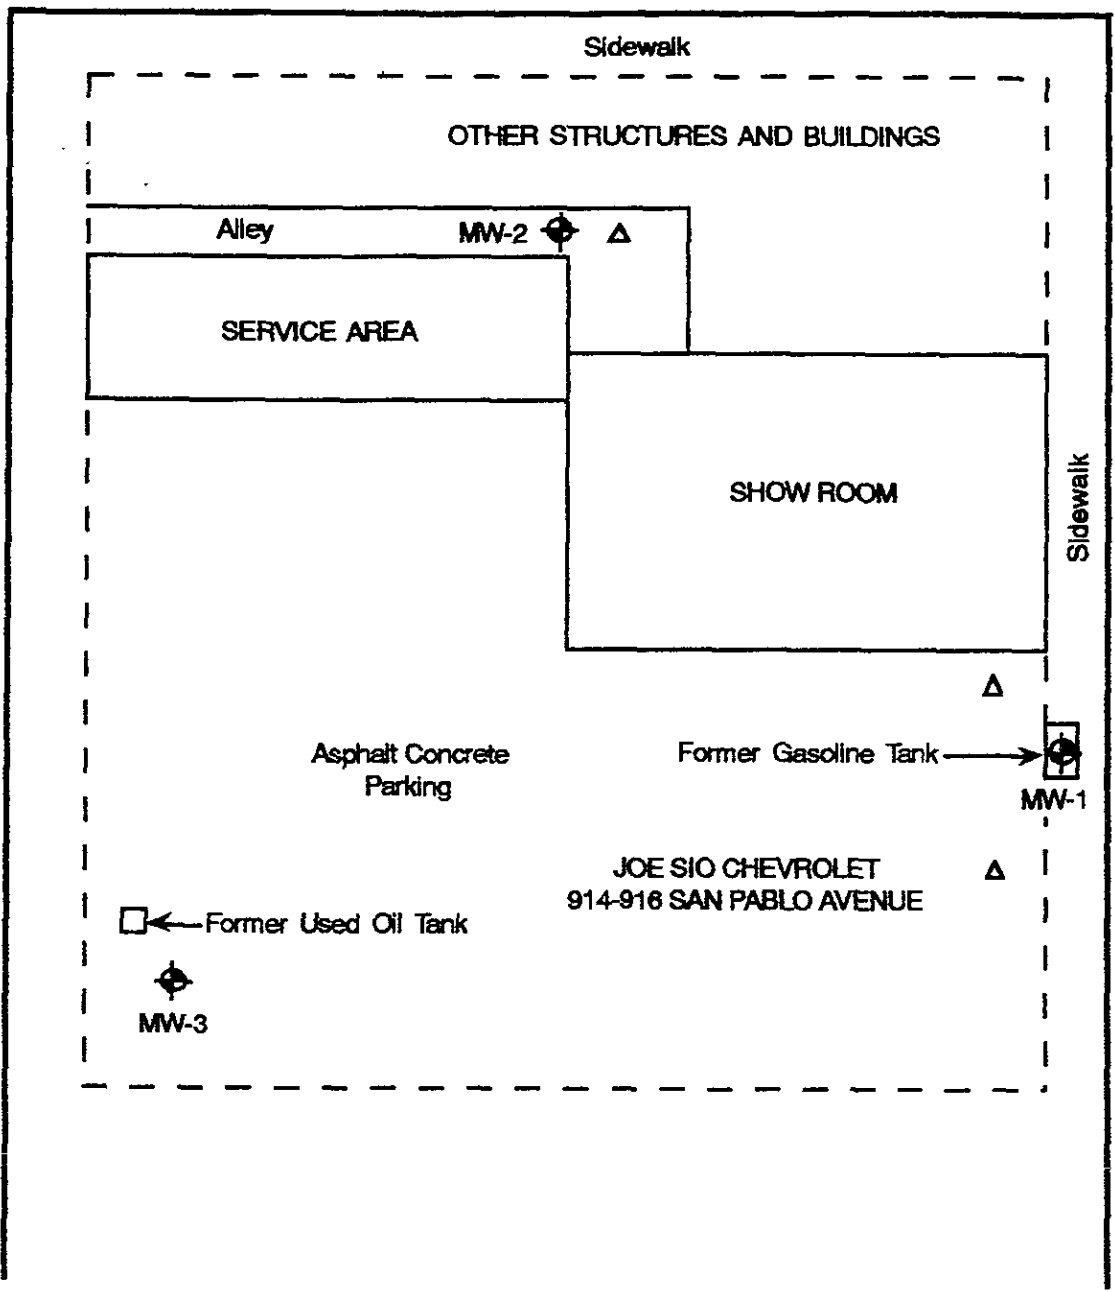 Sidewalk
OTHER STRUCTURES AND BUILDINGS
Alley
MW-2
SERVICE AREA
SHOW ROOM
Sidewalk
Asphalt Concrete
Parking
Former Gasoline Tank
MW-1
JOE SIO CHEVROLET
914-916 SAN PABLO AVENUE
Former Used Oil Tank
MW-3